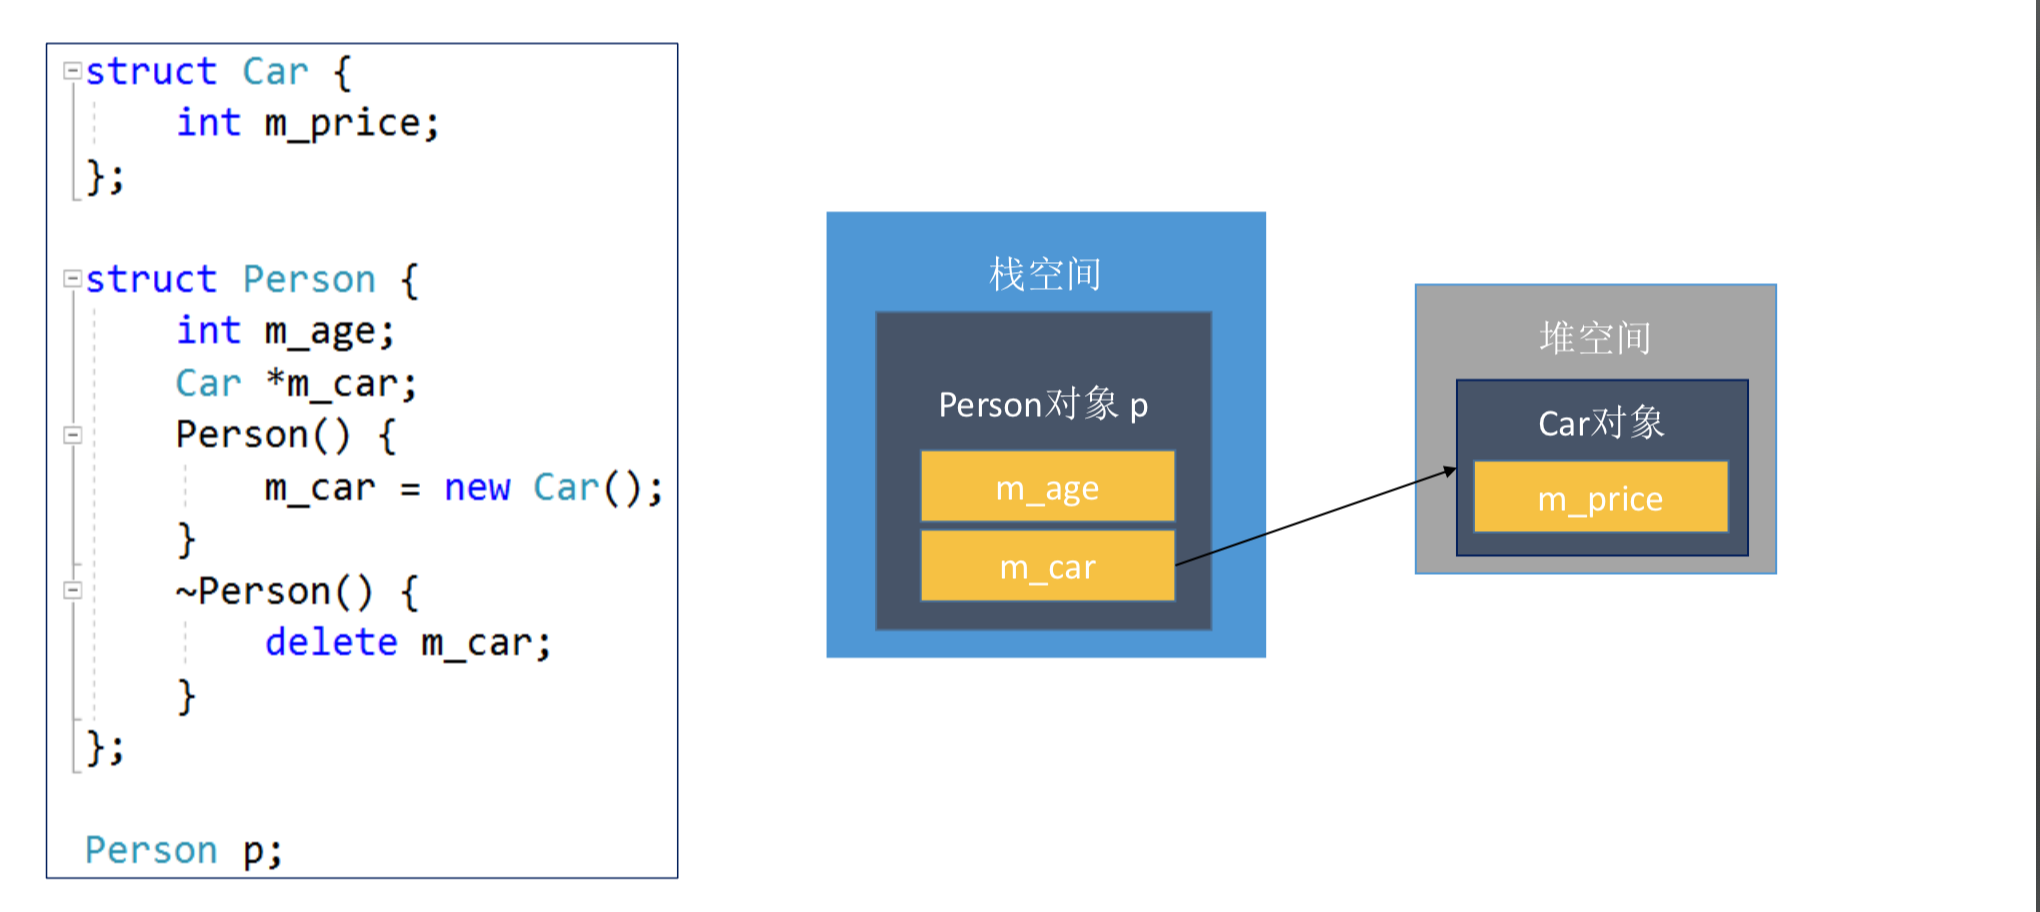 struct Car {
    int m_price;
};
struct Person {
    int m_age;
    Car *m_car;
    Person() {
        m_car = new Car();
    }
    ~Person() {
        delete m_car;
    }
};
Person p;
栈空间
Person对象 p
m_age
m_car
堆空间
Car对象
m_price